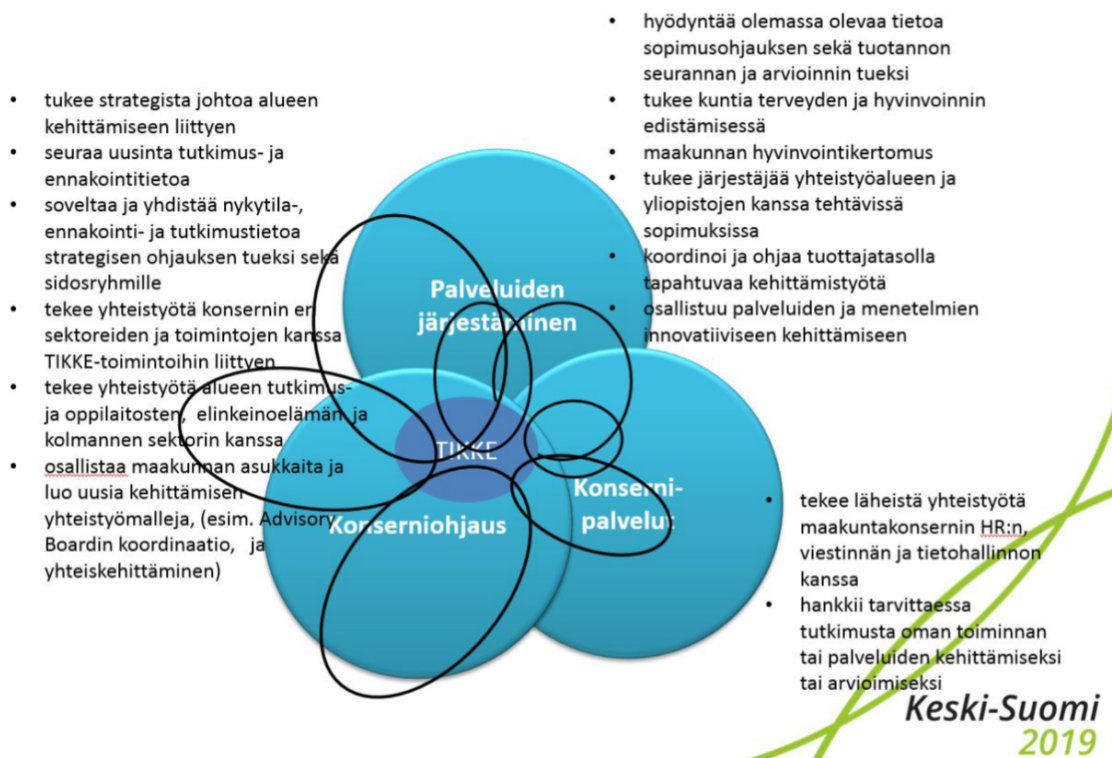 • tukee strategista johtoa alueen
kehittämiseen liittyen
• seuraa uusinta tutkimus- ja
ennakointitietoa
• soveltaa ja yhdistää nykytila-,
ennakointi- ja tutkimustietoa
strategisen ohjauksen tueksi sekä
sidosryhmille
• tekee yhteistyötä konsernin eri
sektoreiden ja toimintojen kanssa
TIKKE-toimintoihin liittyen
• tekee yhteistyötä alueen tutkimus-
ja oppilaitosten, elinkeinoelämän ja
kolmannen sektorin kanssa
• osallistaa maakunnan asukkaita ja
luo uusia kehittämisen
yhteistyömalleja, (esim. Advisory
Boardin koordinaatio, ja
yhteiskehittäminen)
• hyödyntää olemassa olevaa tietoa
sopimusohjauksen sekä tuotannon
seurannan ja arvioinnin tueksi
• tukee kuntia terveyden ja hyvinvoinnin
edistämisessä
• maakunnan hyvinvointikertomus
• tukee järjestäjää yhteistyöalueen ja
yliopistojen kanssa tehtävissä
sopimuksissa
• koordinoi ja ohjaa tuottajatasolla
tapahtuvaa kehittämistyötä
• osallistuu palveluiden ja menetelmien
innovatiiviseen kehittämiseen
Palveluiden
järjestäminen
TIKKE
Konserniohjaus
Konserni-
palvelut
• tekee läheistä yhteistyötä
maakuntakonsernin HR:n,
viestinnän ja tietohallinnon
kanssa
• hankkii tarvittaessa
tutkimusta oman toiminnan
tai palveluiden kehittämiseksi
tai arvioimiseksi
Keski-Suomi
2019